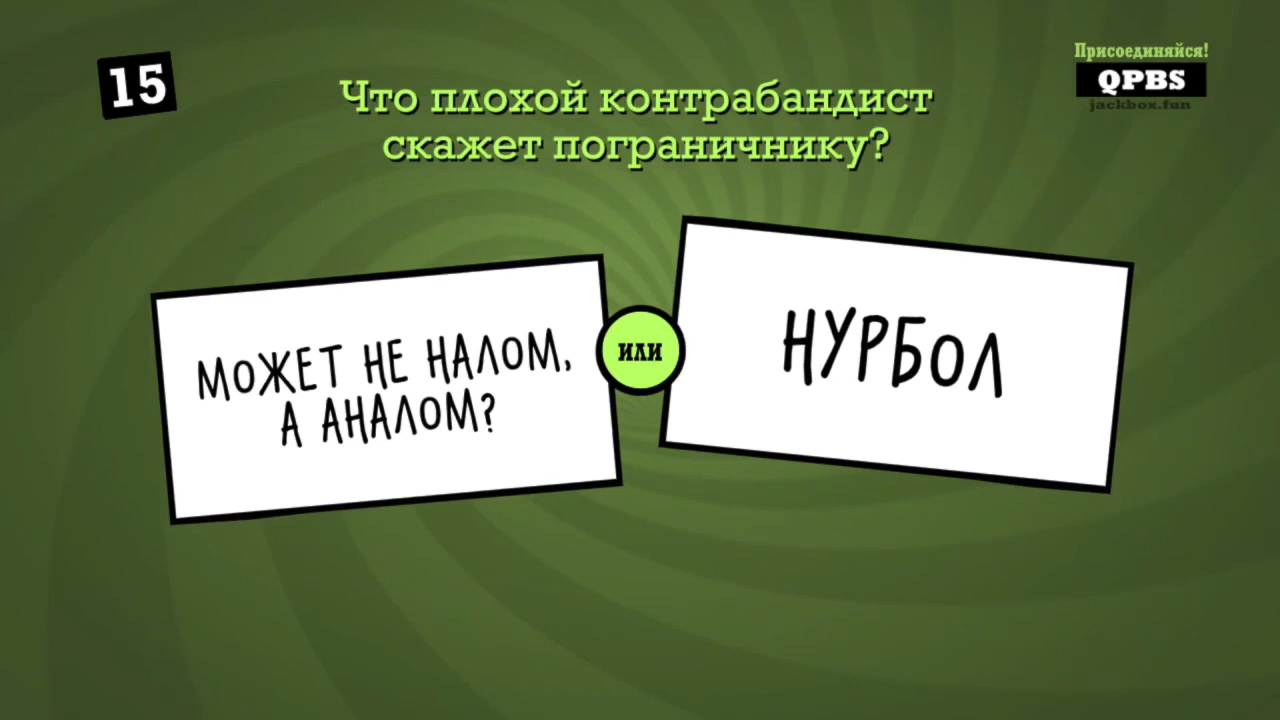 15
Присоединяйся!
QPBS
jackbox.fun
Что плохой контрабандист
скажет пограничнику?
МОЖЕТ НЕ НАЛОМ,
А АНАЛОМ?
ИЛИ
НУРБОЛ